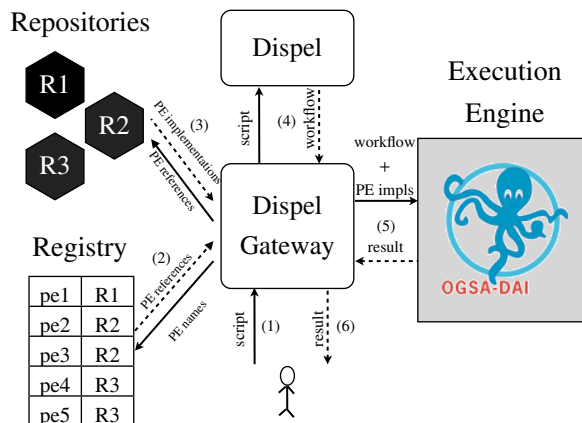 Repositories
R1
R2
R3
PE implementations
(3)
PE references
Dispel
script
(4)
workflow
Execution
Engine
workflow
+
PE impls
Dispel
Gateway
(5)
result
OGSA-DAI
Registry
(2)
PE references
PE names
pe1 R1
pe2 R2
pe3 R2
pe4 R3
pe5 R3
script
(1)
result
(6)